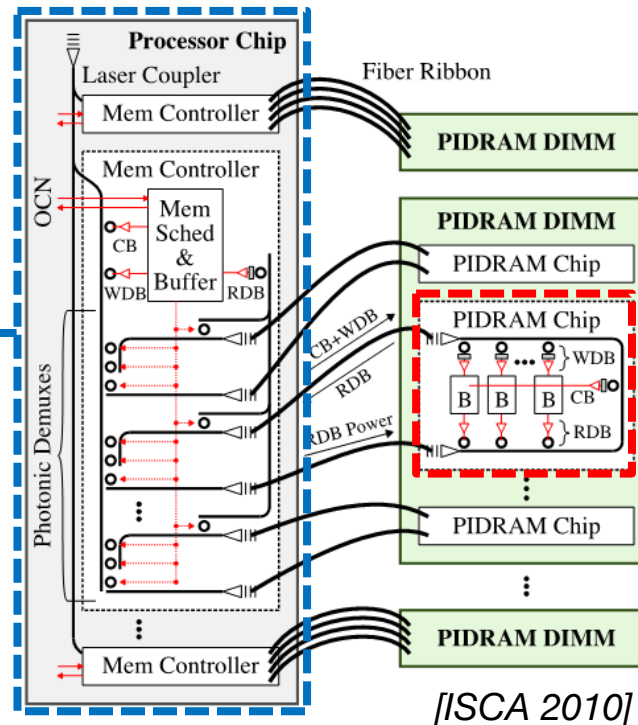 Processor Chip
Laser Coupler
Fiber Ribbon
Mem Controller
PIDRAM DIMM
Mem Controller
OCN
Mem
Sched
&
Buffer
CB
WDB
RDB
PIDRAM DIMM
PIDRAM Chip
CB+WDB
RDB
RDB Power
PIDRAM Chip
WDB
B
B
B
CB
RDB
Photonic Demuxes
PIDRAM Chip
Mem Controller
PIDRAM DIMM
[ISCA 2010]